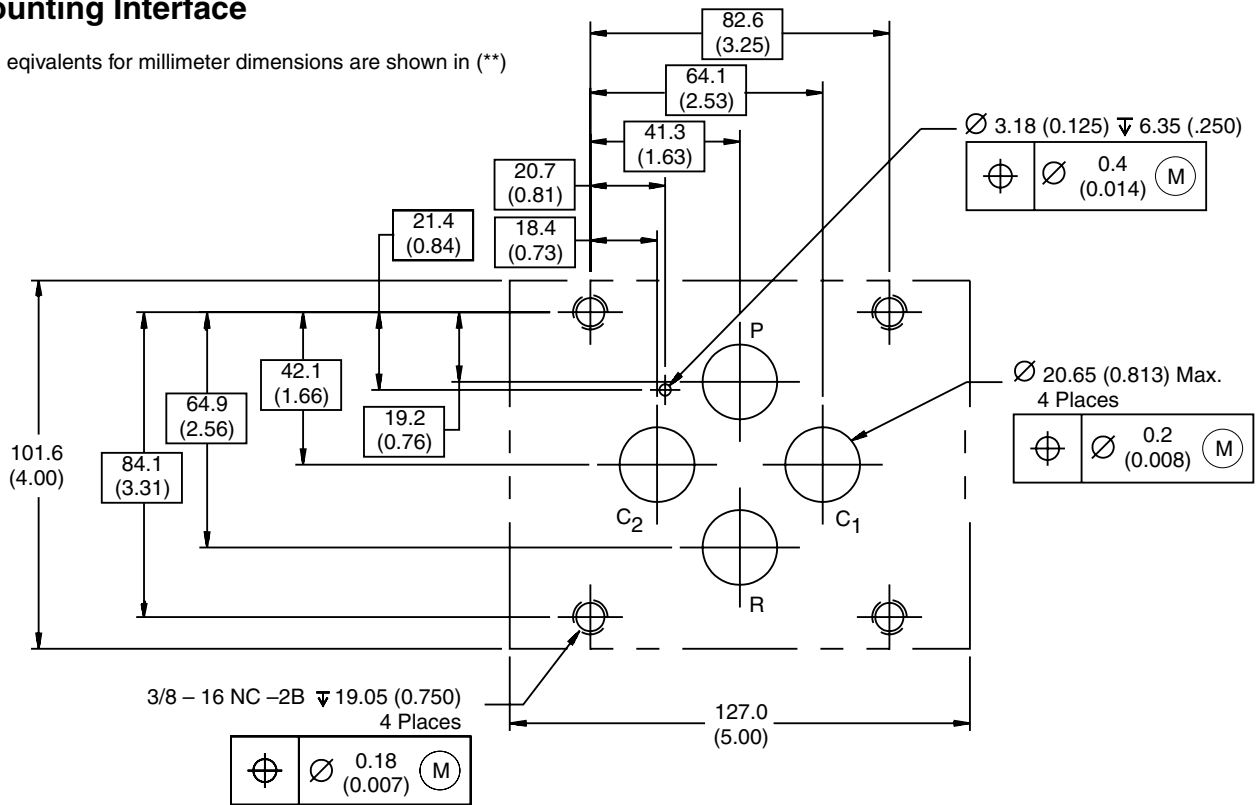 ounting Interface
eqivalents for millimeter dimensions are shown in (**)
82.6
(3.25)
64.1
(2.53)
41.3
(1.63)
20.7
(0.81)
18.4
(0.73)
21.4
(0.84)
Ø 3.18 (0.125) ↧ 6.35 (.250)
⌖ Ø 0.4
(0.014) Ⓜ
P
42.1
(1.66)
64.9
(2.56)
19.2
(0.76)
101.6
(4.00)
84.1
(3.31)
Ø 20.65 (0.813) Max.
4 Places
⌖ Ø 0.2
(0.008) Ⓜ
C2
C1
R
3/8 – 16 NC –2B ↧ 19.05 (0.750)
4 Places
⌖ Ø 0.18
(0.007) Ⓜ
127.0
(5.00)